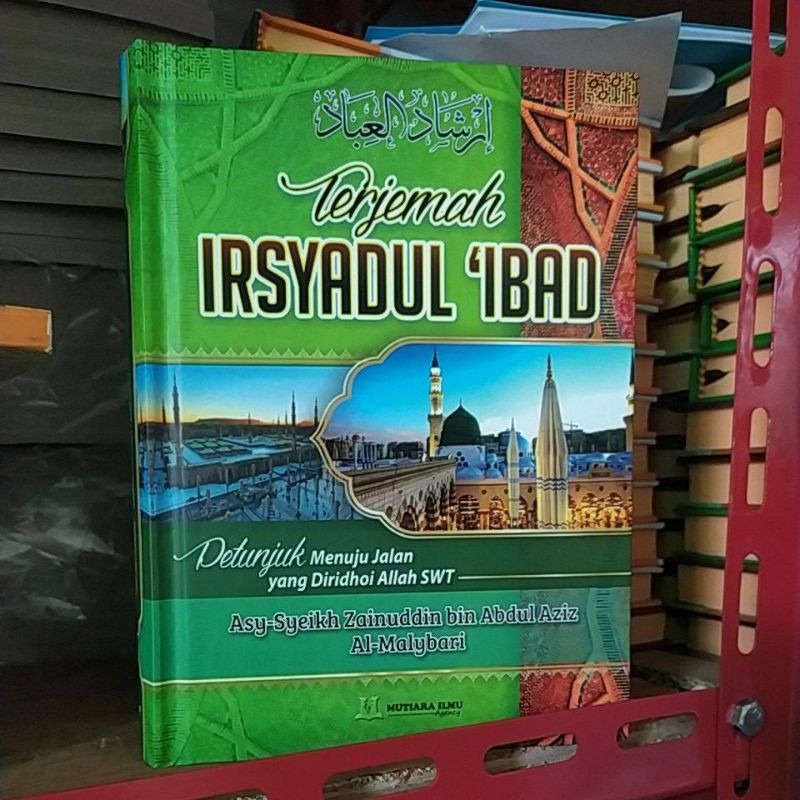 إرشاد العباد
Terjemah
IRSYADUL 'IBAD
Petunjuk Menuju Jalan
yang Diridhoi Allah SWT
Asy-Syeikh Zainuddin bin Abdul Aziz
Al-Malybari
MUTIARA ILMU
Agency